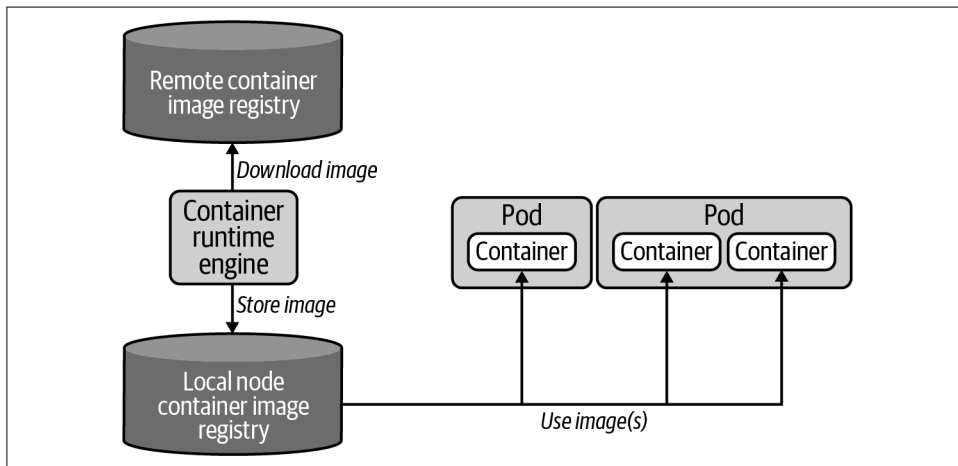 Remote container
image registry
Download image
Container
runtime
engine
Store image
Local node
container image
registry
Pod
Container
Pod
Container
Container
Use image(s)